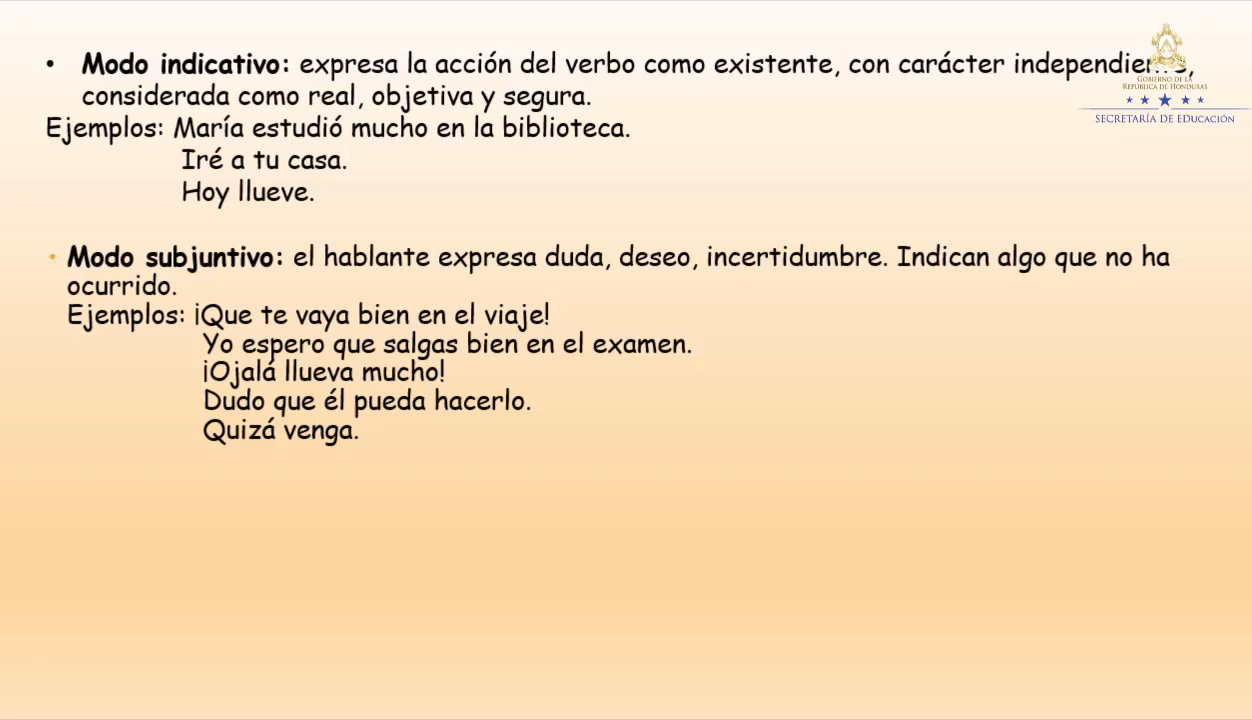 • Modo indicativo: expresa la acción del verbo como existente, con carácter independiente,
considerada como real, objetiva y segura.
Ejemplos: María estudió mucho en la biblioteca.
Iré a tu casa.
Hoy llueve.
• Modo subjuntivo: el hablante expresa duda, deseo, incertidumbre. Indican algo que no ha
ocurrido.
Ejemplos: ¡Que te vaya bien en el viaje!
Yo espero que salgas bien en el examen.
¡Ojalá llueva mucho!
Dudo que él pueda hacerlo.
Quizá venga.
GOBIERNO DE LA
REPÚBLICA DE HONDURAS
SECRETARÍA DE EDUCACIÓN